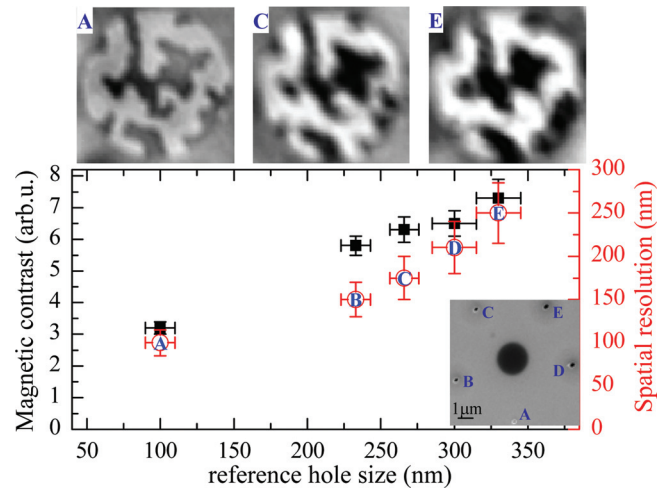 A C E
8 300
7 250
6 200
5
4 150
3 100
2
1 50
0 0
Magnetic contrast (arb.u.)
Spatial resolution (nm)
A B C D E
C E
B D
A
1μm
50 100 150 200 250 300 350
reference hole size (nm)